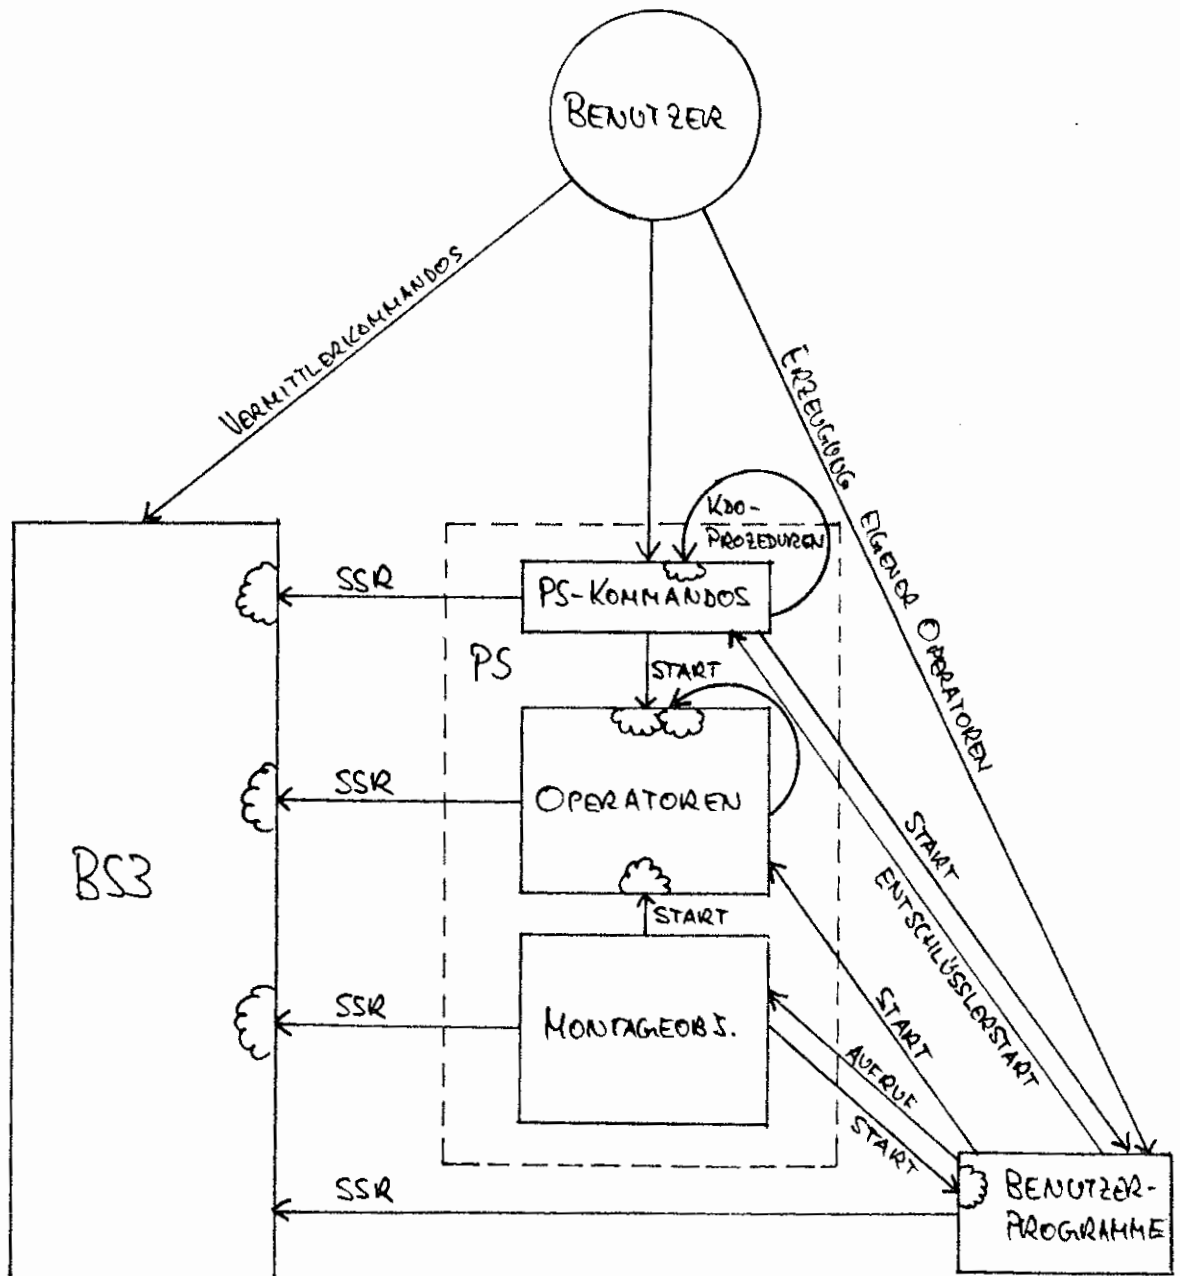 BENUTZER
VERMITTLERKOMMANDOS
ERZEUGUNG EIGENER OPERATOREN
KDO-
PROZEDUREN
SSR
PS-KOMMANDOS
PS
START
SSR
OPERATOREN
START
ENTSCHLÜSSLERSTART
BS3
START
SSR
MONTAGEOBJ.
START
AUFRUF
START
SSR
BENUTZER-
PROGRAMME